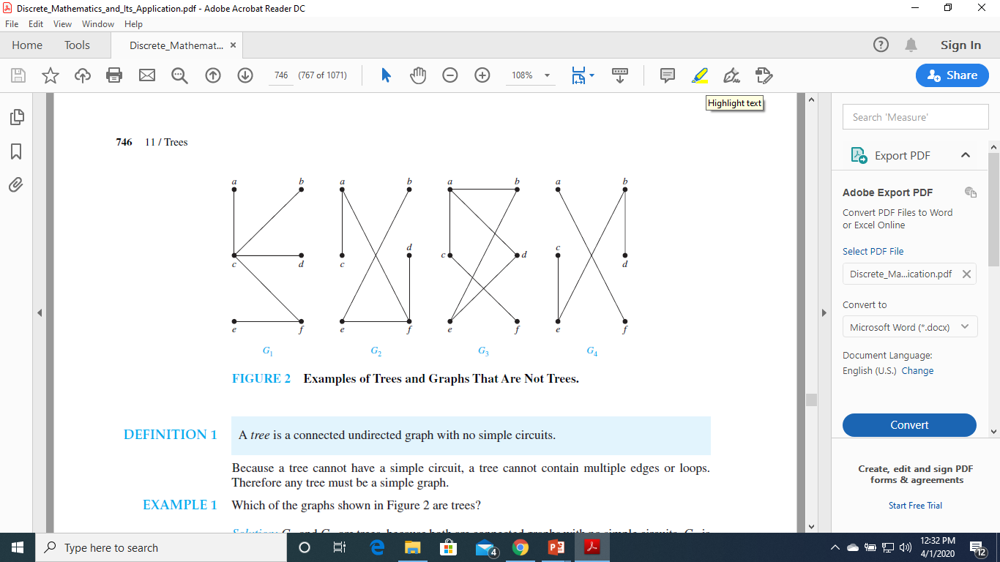 Discrete_Mathematics_and_Its_Application.pdf - Adobe Acrobat Reader DC
File Edit View Window Help
Home Tools Discrete_Mathemat... × Sign In
746 (767 of 1071) 108% Share
Highlight text
746 11 / Trees
a b a b a b a b
d c
c d c c d d
e f e f e f e f
G1 G2 G3 G4
FIGURE 2 Examples of Trees and Graphs That Are Not Trees.
DEFINITION 1 A tree is a connected undirected graph with no simple circuits.
Because a tree cannot have a simple circuit, a tree cannot contain multiple edges or loops.
Therefore any tree must be a simple graph.
EXAMPLE 1 Which of the graphs shown in Figure 2 are trees?
Search 'Measure'
Export PDF
Adobe Export PDF
Convert PDF Files to Word
or Excel Online
Select PDF File
Discrete_Ma...ication.pdf
Convert to
Microsoft Word (*.docx)
Document Language:
English (U.S.) Change
Convert
Create, edit and sign PDF
forms & agreements
Start Free Trial
Type here to search
4
12:32 PM
4/1/2020
12